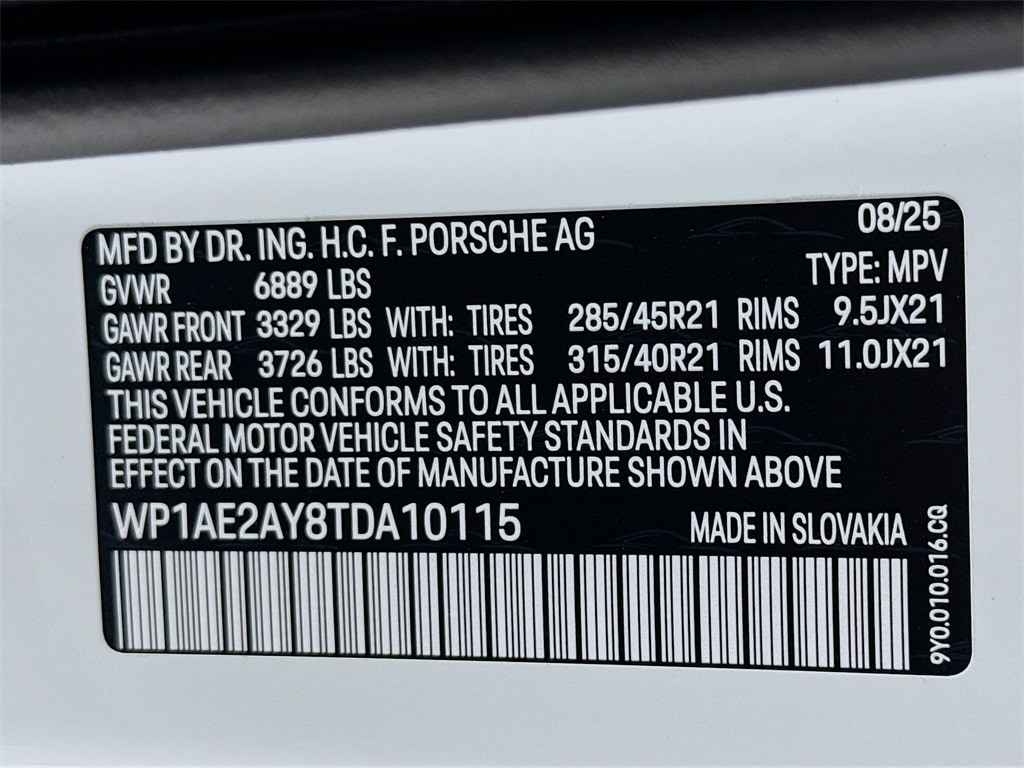 MFD BY DR. ING. H.C. F. PORSCHE AG 08/25
GVWR 6889 LBS TYPE: MPV
GAWR FRONT 3329 LBS WITH: TIRES 285/45R21 RIMS 9.5JX21
GAWR REAR 3726 LBS WITH: TIRES 315/40R21 RIMS 11.0JX21
THIS VEHICLE CONFORMS TO ALL APPLICABLE U.S.
FEDERAL MOTOR VEHICLE SAFETY STANDARDS IN
EFFECT ON THE DATE OF MANUFACTURE SHOWN ABOVE
WP1AE2AY8TDA10115 MADE IN SLOVAKIA
9Y0.010.016.CQ